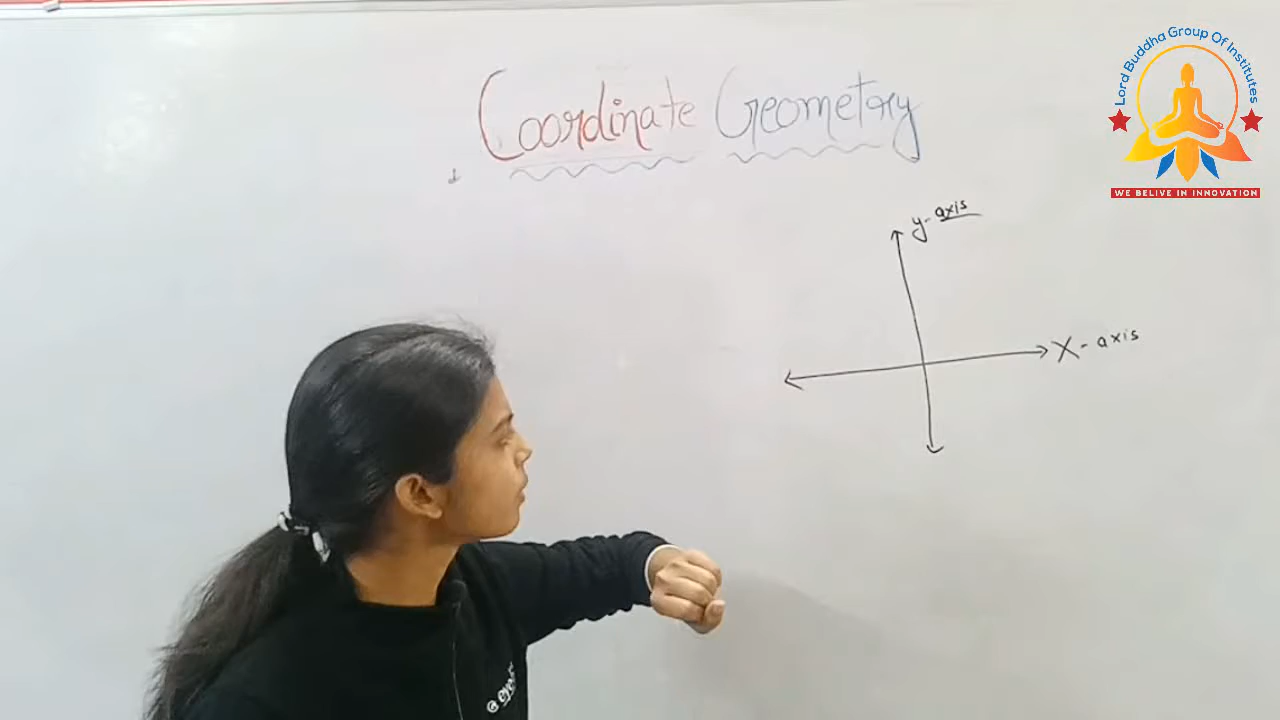 Coordinate Geometry
y-axis
X-axis
Lord Buddha Group Of Institutes
WE BELIVE IN INNOVATION